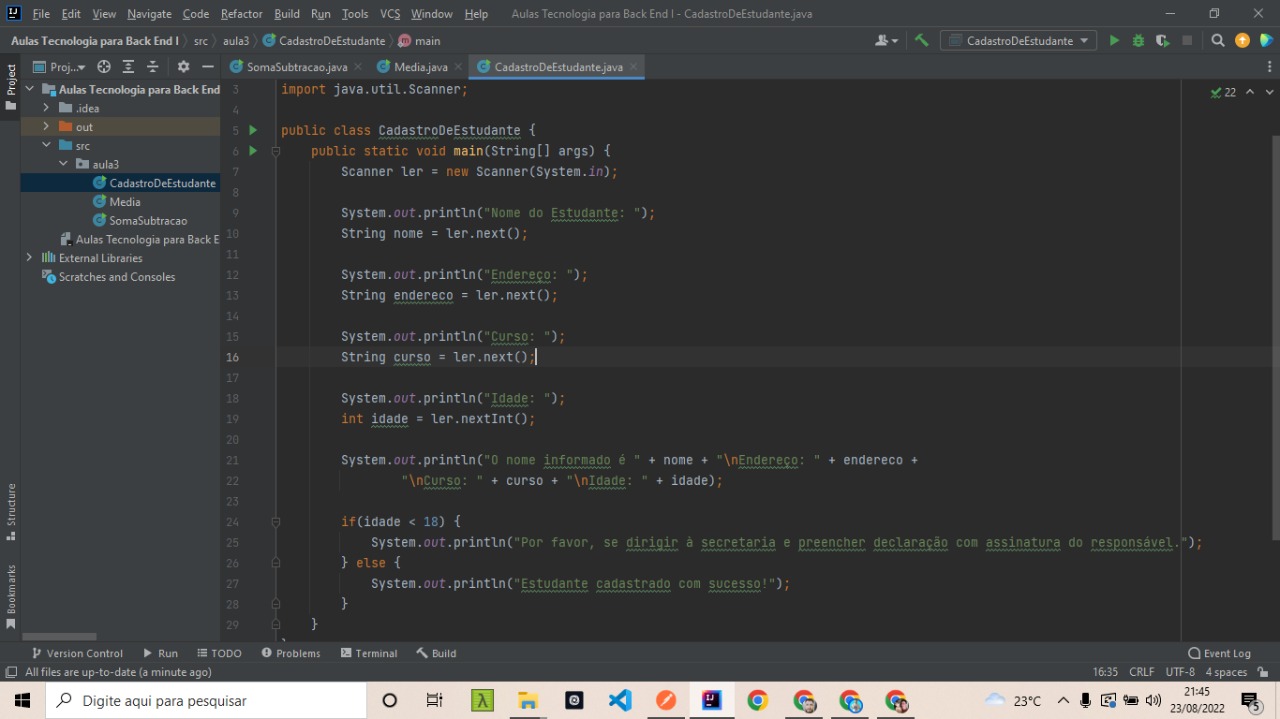 File Edit View Navigate Code Refactor Build Run Tools VCS Window Help Aulas Tecnologia para Back End I - CadastroDeEstudante.java
Aulas Tecnologia para Back End I src aula3 CadastroDeEstudante main CadastroDeEstudante
Project
Proj...
SomaSubtracao.java Media.java CadastroDeEstudante.java
Aulas Tecnologia para Back End
.idea
out
src
aula3
CadastroDeEstudante
Media
SomaSubtracao
Aulas Tecnologia para Back E
External Libraries
Scratches and Consoles
22
3 import java.util.Scanner;
4
5 public class CadastroDeEstudante {
6 public static void main(String[] args) {
7 Scanner ler = new Scanner(System.in);
8
9 System.out.println("Nome do Estudante: ");
10 String nome = ler.next();
11
12 System.out.println("Endereço: ");
13 String endereco = ler.next();
14
15 System.out.println("Curso: ");
16 String curso = ler.next();
17
18 System.out.println("Idade: ");
19 int idade = ler.nextInt();
20
21 System.out.println("O nome informado é " + nome + "\nEndereço: " + endereco +
22 "\nCurso: " + curso + "\nIdade: " + idade);
23
24 if(idade < 18) {
25 System.out.println("Por favor, se dirigir à secretaria e preencher declaração com assinatura do responsável.");
26 } else {
27 System.out.println("Estudante cadastrado com sucesso!");
28 }
29 }
Structure
Bookmarks
Version Control Run TODO Problems Terminal Build Event Log
All files are up-to-date (a minute ago) 16:35 CRLF UTF-8 4 spaces
Digite aqui para pesquisar
23°C
21:45
23/08/2022
5